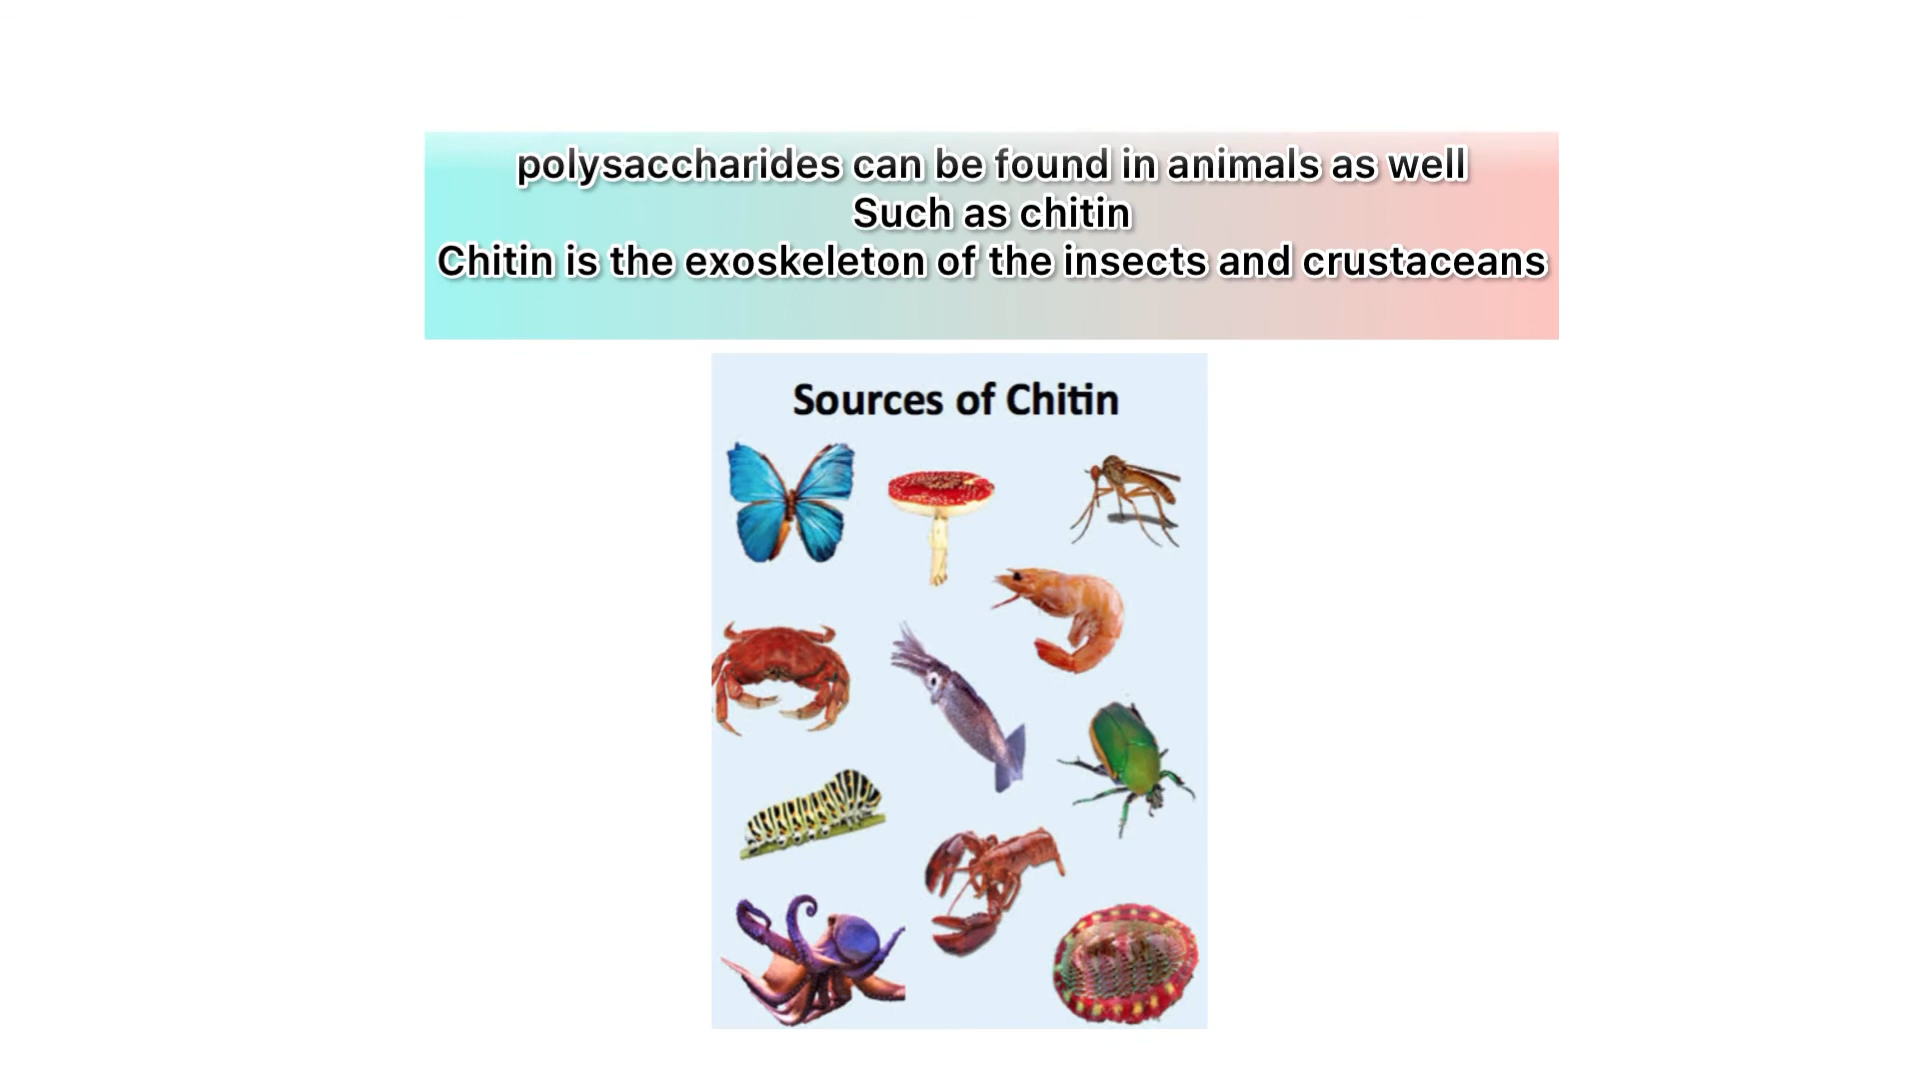 polysaccharides can be found in animals as well
Such as chitin
Chitin is the exoskeleton of the insects and crustaceans
Sources of Chitin